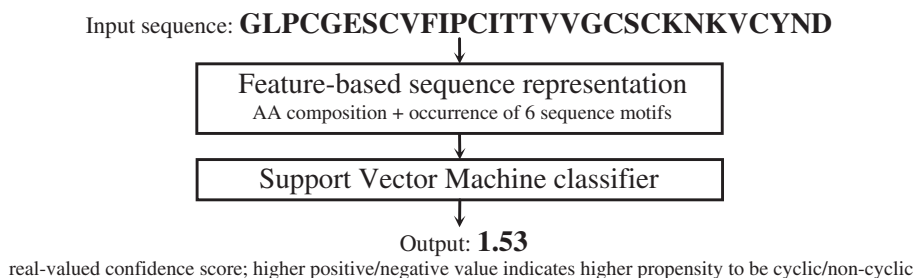 Input sequence: GLPCGESCVFIPCITTVVGCSCKNKVCYND
Feature-based sequence representation
AA composition + occurrence of 6 sequence motifs
Support Vector Machine classifier
Output: 1.53
real-valued confidence score; higher positive/negative value indicates higher propensity to be cyclic/non-cyclic